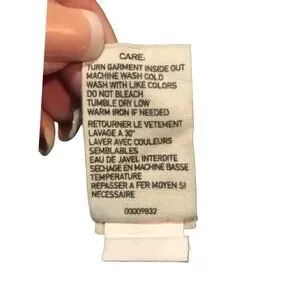 CARE:
TURN GARMENT INSIDE OUT
MACHINE WASH COLD
WASH WITH LIKE COLORS
DO NOT BLEACH
TUMBLE DRY LOW
WARM IRON IF NEEDED
RETOURNER LE VETEMENT
LAVAGE A 30°
LAVER AVEC COULEURS
SEMBLABLES
EAU DE JAVEL INTERDITE
SECHAGE EN MACHINE BASSE
TEMPERATURE
REPASSER A FER MOYEN SI
NECESSAIRE
00009832